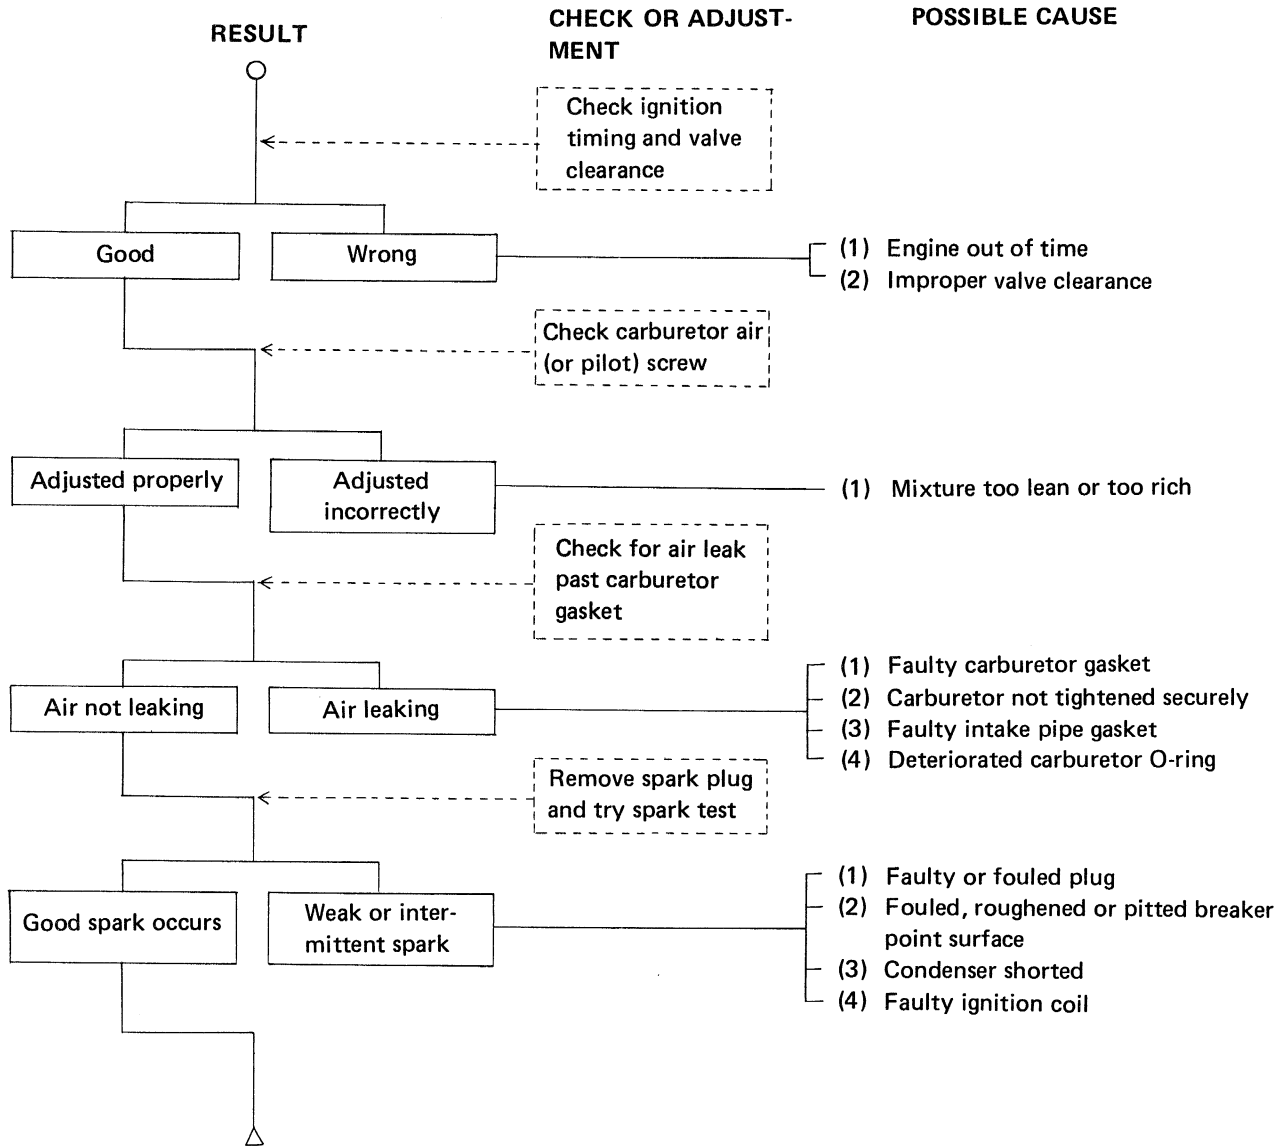 RESULT
CHECK OR ADJUST-
MENT
POSSIBLE CAUSE
Check ignition
timing and valve
clearance
Good
Wrong
(1) Engine out of time
(2) Improper valve clearance
Check carburetor air
(or pilot) screw
Adjusted properly
Adjusted
incorrectly
(1) Mixture too lean or too rich
Check for air leak
past carburetor
gasket
Air not leaking
Air leaking
(1) Faulty carburetor gasket
(2) Carburetor not tightened securely
(3) Faulty intake pipe gasket
(4) Deteriorated carburetor O-ring
Remove spark plug
and try spark test
Good spark occurs
Weak or inter-
mittent spark
(1) Faulty or fouled plug
(2) Fouled, roughened or pitted breaker
point surface
(3) Condenser shorted
(4) Faulty ignition coil